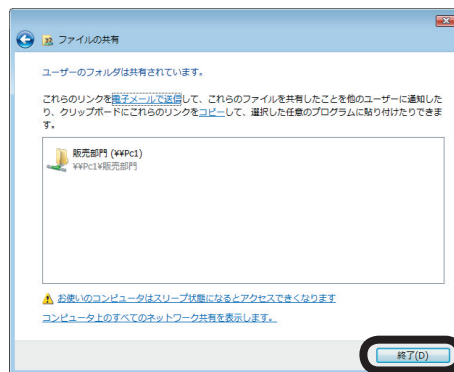 ファイルの共有
ユーザーのフォルダは共有されています。
これらのリンクを電子メールで送信して、これらのファイルを共有したことを他のユーザーに通知した
り、クリップボードにこれらのリンクをコピーして、選択した任意のプログラムに貼り付けたりできま
す。
販売部門 (¥¥Pc1)
¥¥Pc1¥販売部門
お使いのコンピュータはスリープ状態になるとアクセスできくなります
コンピュータ上のすべてのネットワーク共有を表示します。
終了(D)